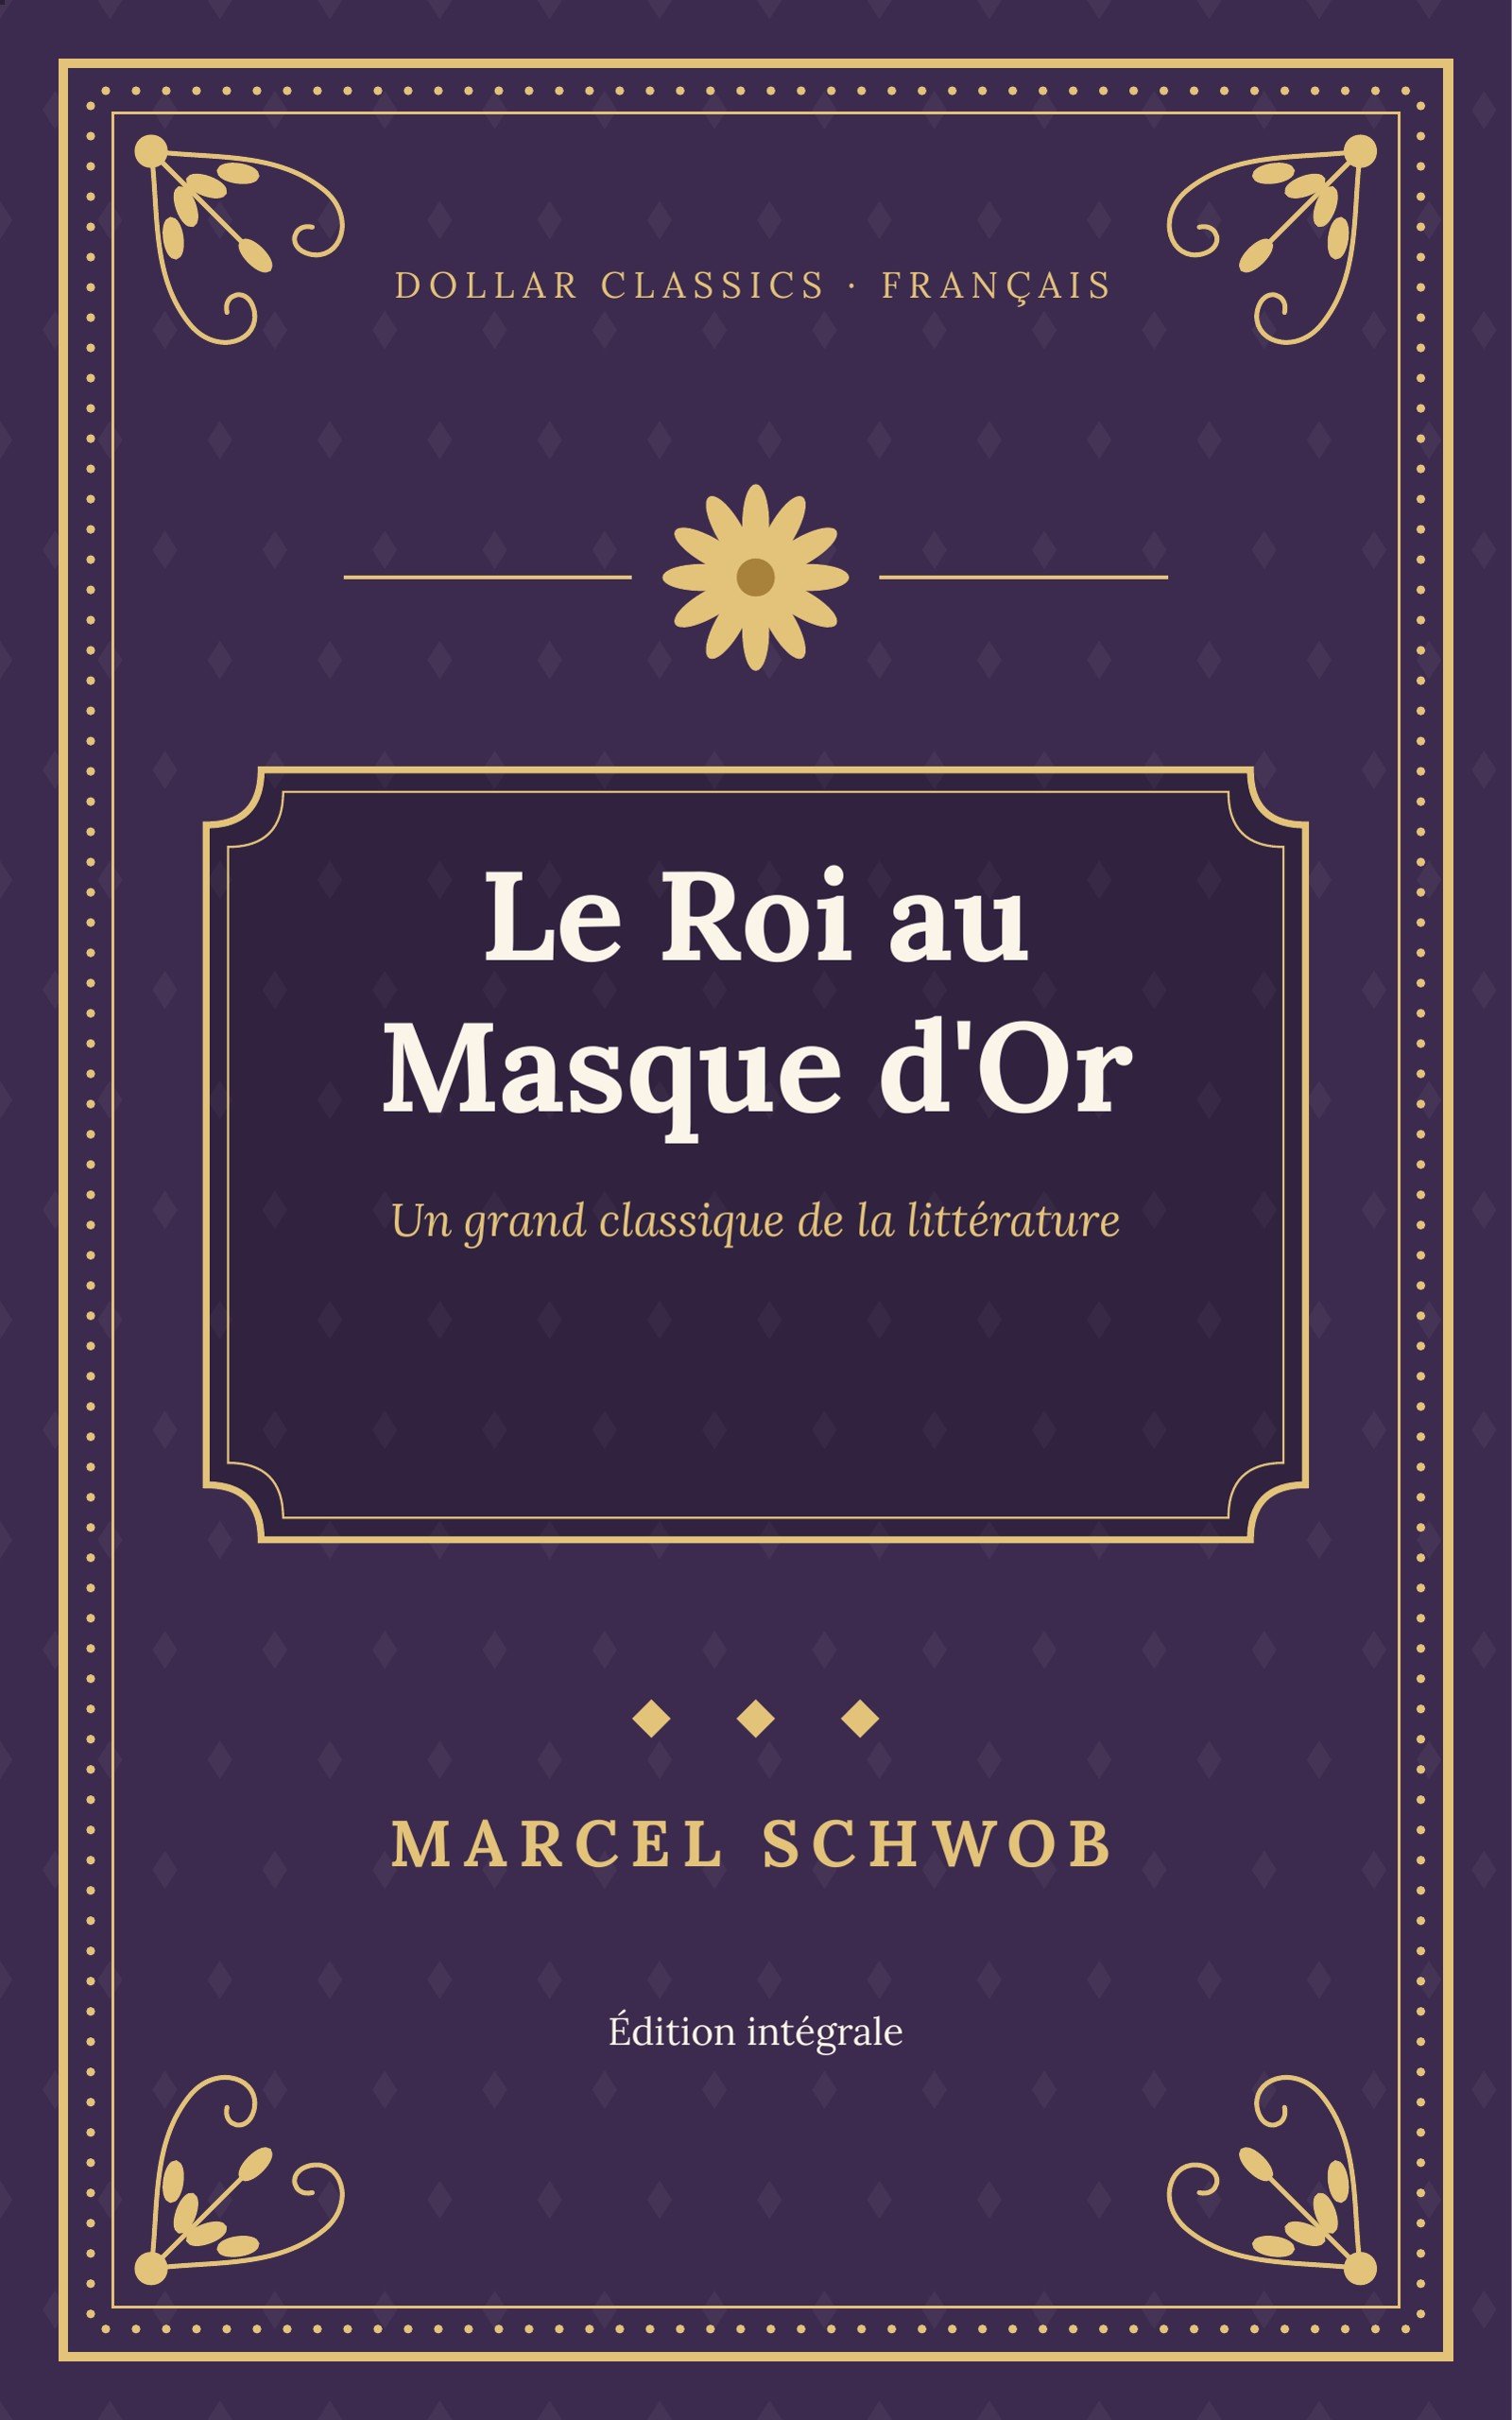 DOLLAR CLASSICS · FRANÇAIS
Le Roi au
Masque d'Or
Un grand classique de la littérature
MARCEL SCHWOB
Édition intégrale